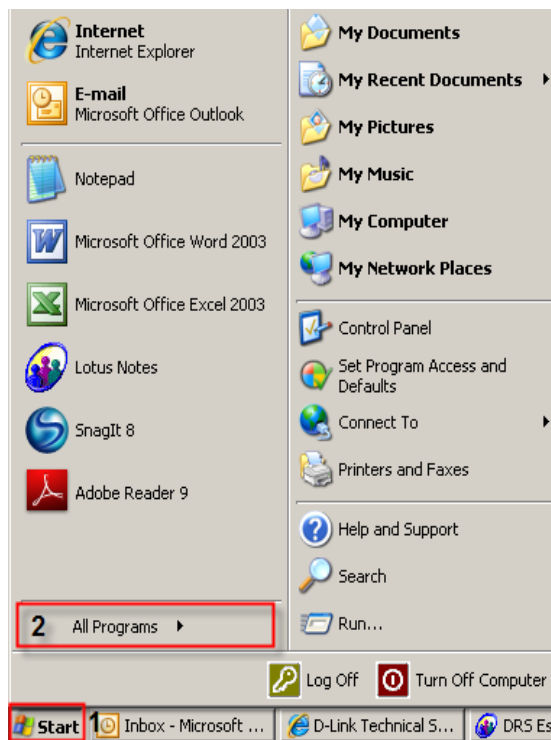 Internet
Internet Explorer
E-mail
Microsoft Office Outlook
Notepad
Microsoft Office Word 2003
Microsoft Office Excel 2003
Lotus Notes
SnagIt 8
Adobe Reader 9
2 All Programs
My Documents
My Recent Documents
My Pictures
My Music
My Computer
My Network Places
Control Panel
Set Program Access and
Defaults
Connect To
Printers and Faxes
Help and Support
Search
Run...
Log Off Turn Off Computer
Start 1 Inbox - Microsoft ... D-Link Technical S... DRS Es